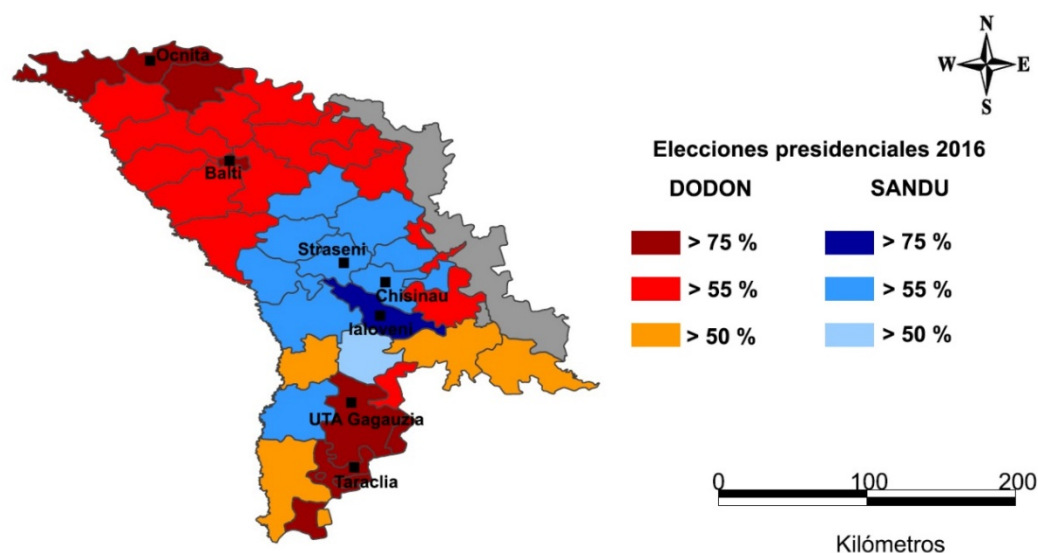 N
W E
S
Ocnita
Balti
Straseni
Chisinau
Ialoveni
UTA Gagauzia
Taraclia
Elecciones presidenciales 2016
DODON SANDU
> 75 % > 75 %
> 55 % > 55 %
> 50 % > 50 %
0 100 200
Kilómetros